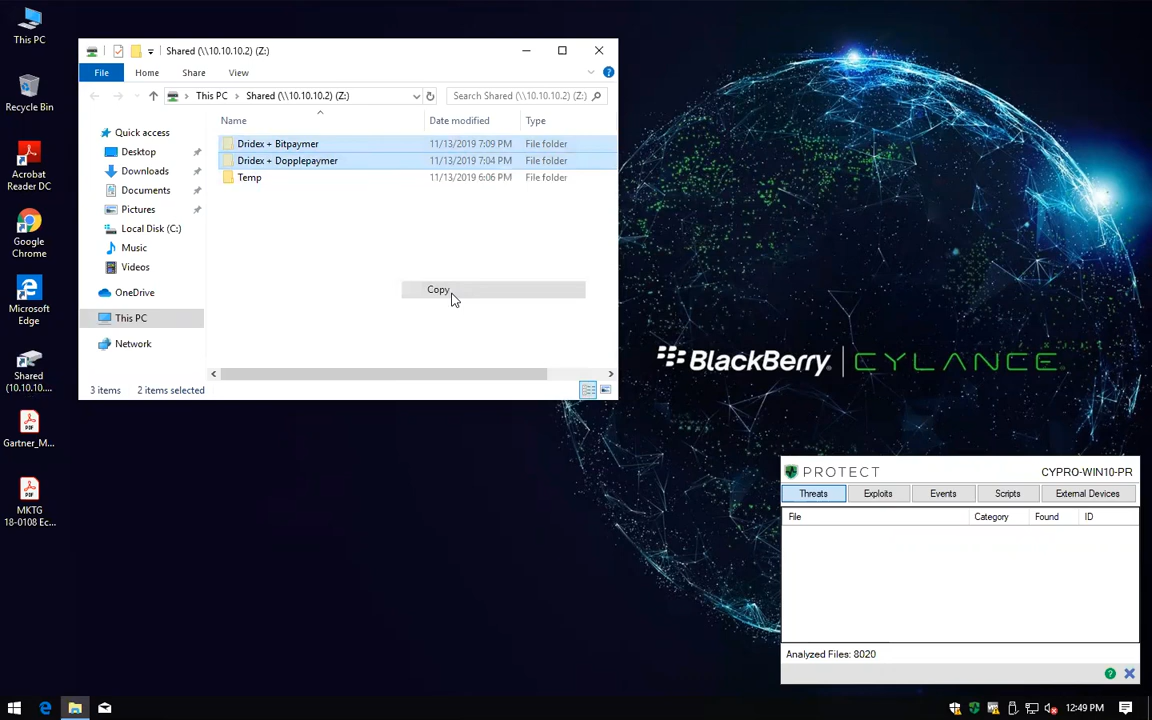 This PC
Recycle Bin
Acrobat
Reader DC
Google
Chrome
Microsoft
Edge
Shared
(10.10.10....
Gartner_M...
MKTG
18-0108 Ec...
Shared (\\10.10.10.2) (Z:)
File Home Share View
This PC > Shared (\\10.10.10.2) (Z:)
Search Shared (\\10.10.10.2) (Z:)
Quick access
Desktop
Downloads
Documents
Pictures
Local Disk (C:)
Music
Videos
OneDrive
This PC
Network
Name Date modified Type
Dridex + Bitpaymer 11/13/2019 7:09 PM File folder
Dridex + Dopplepaymer 11/13/2019 7:04 PM File folder
Temp 11/13/2019 6:06 PM File folder
Copy
3 items 2 items selected
BlackBerry. | CYLANCE.
PROTECT CYPRO-WIN10-PR
Threats Exploits Events Scripts External Devices
File Category Found ID
Analyzed Files: 8020
12:49 PM